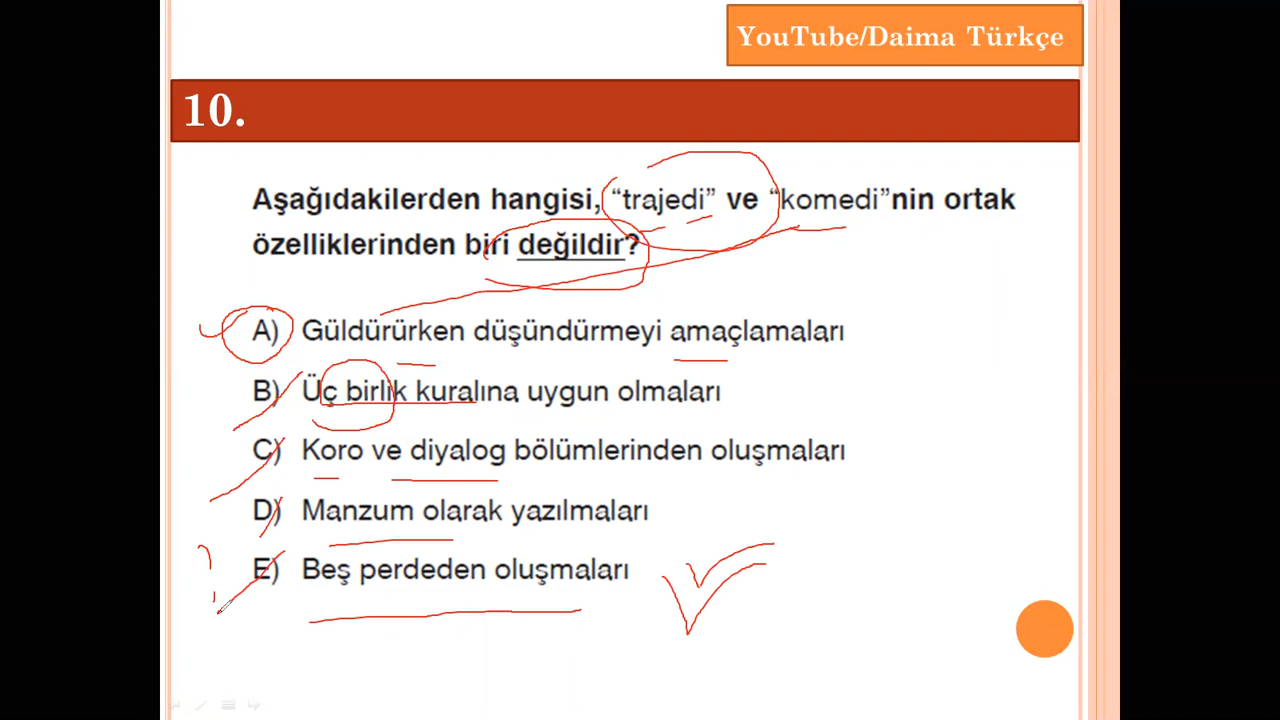 YouTube/Daima Türkçe
10.
Aşağıdakilerden hangisi, “trajedi” ve “komedi”nin ortak
özelliklerinden biri değildir?
A) Güldürürken düşündürmeyi amaçlamaları
B) Üç birlik kuralına uygun olmaları
C) Koro ve diyalog bölümlerinden oluşmaları
D) Manzum olarak yazılmaları
E) Beş perdeden oluşmaları